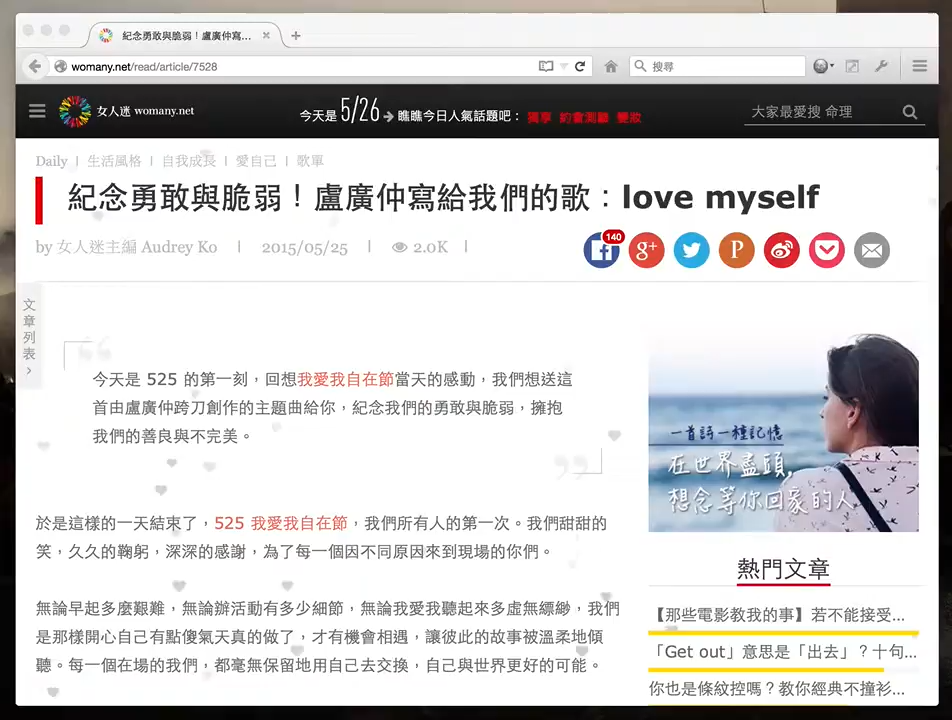 紀念勇敢與脆弱！盧廣仲寫...
womany.net/read/article/7528
搜尋
女人迷 womany.net
今天是 5/26 瞧瞧今日人氣話題吧：獨享 約會測驗 變妝
大家最愛搜 命理
Daily | 生活風格 | 自我成長 | 愛自己 | 歌單
紀念勇敢與脆弱！盧廣仲寫給我們的歌：love myself
by 女人迷主編 Audrey Ko | 2015/05/25 | 2.0K |
140
文章列表
今天是 525 的第一刻，回想我愛我自在節當天的感動，我們想送這
首由盧廣仲跨刀創作的主題曲給你，紀念我們的勇敢與脆弱，擁抱
我們的善良與不完美。
一首詩一種記憶
在世界盡頭，
想念等你回家的人
於是這樣的一天結束了，525 我愛我自在節，我們所有人的第一次。我們甜甜的
笑，久久的鞠躬，深深的感謝，為了每一個因不同原因來到現場的你們。
無論早起多麼艱難，無論辦活動有多少細節，無論我愛我聽起來多虛無縹緲，我們
是那樣開心自己有點傻氣天真的做了，才有機會相遇，讓彼此的故事被溫柔地傾
聽。每一個在場的我們，都毫無保留地用自己去交換，自己與世界更好的可能。
熱門文章
【那些電影教我的事】若不能接受...
「Get out」意思是「出去」？十句...
你也是條紋控嗎？教你經典不撞衫...